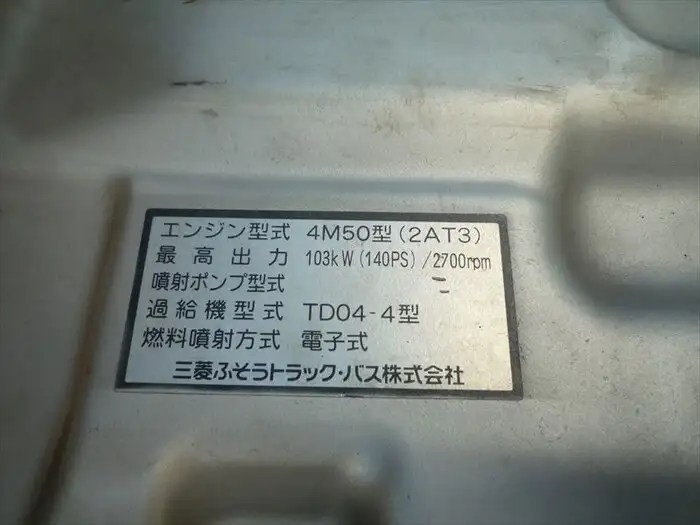 エンジン型式 4M50型(2AT3)
最高出力 103kW(140PS)/2700rpm
噴射ポンプ型式
過給機型式 TD04-4型
燃料噴射方式 電子式
三菱ふそうトラック・バス株式会社